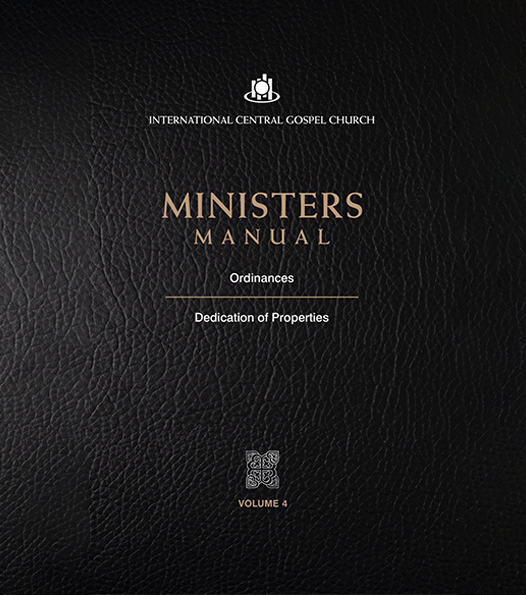 INTERNATIONAL CENTRAL GOSPEL CHURCH
MINISTERS
MANUAL
Ordinances
Dedication of Properties
VOLUME 4